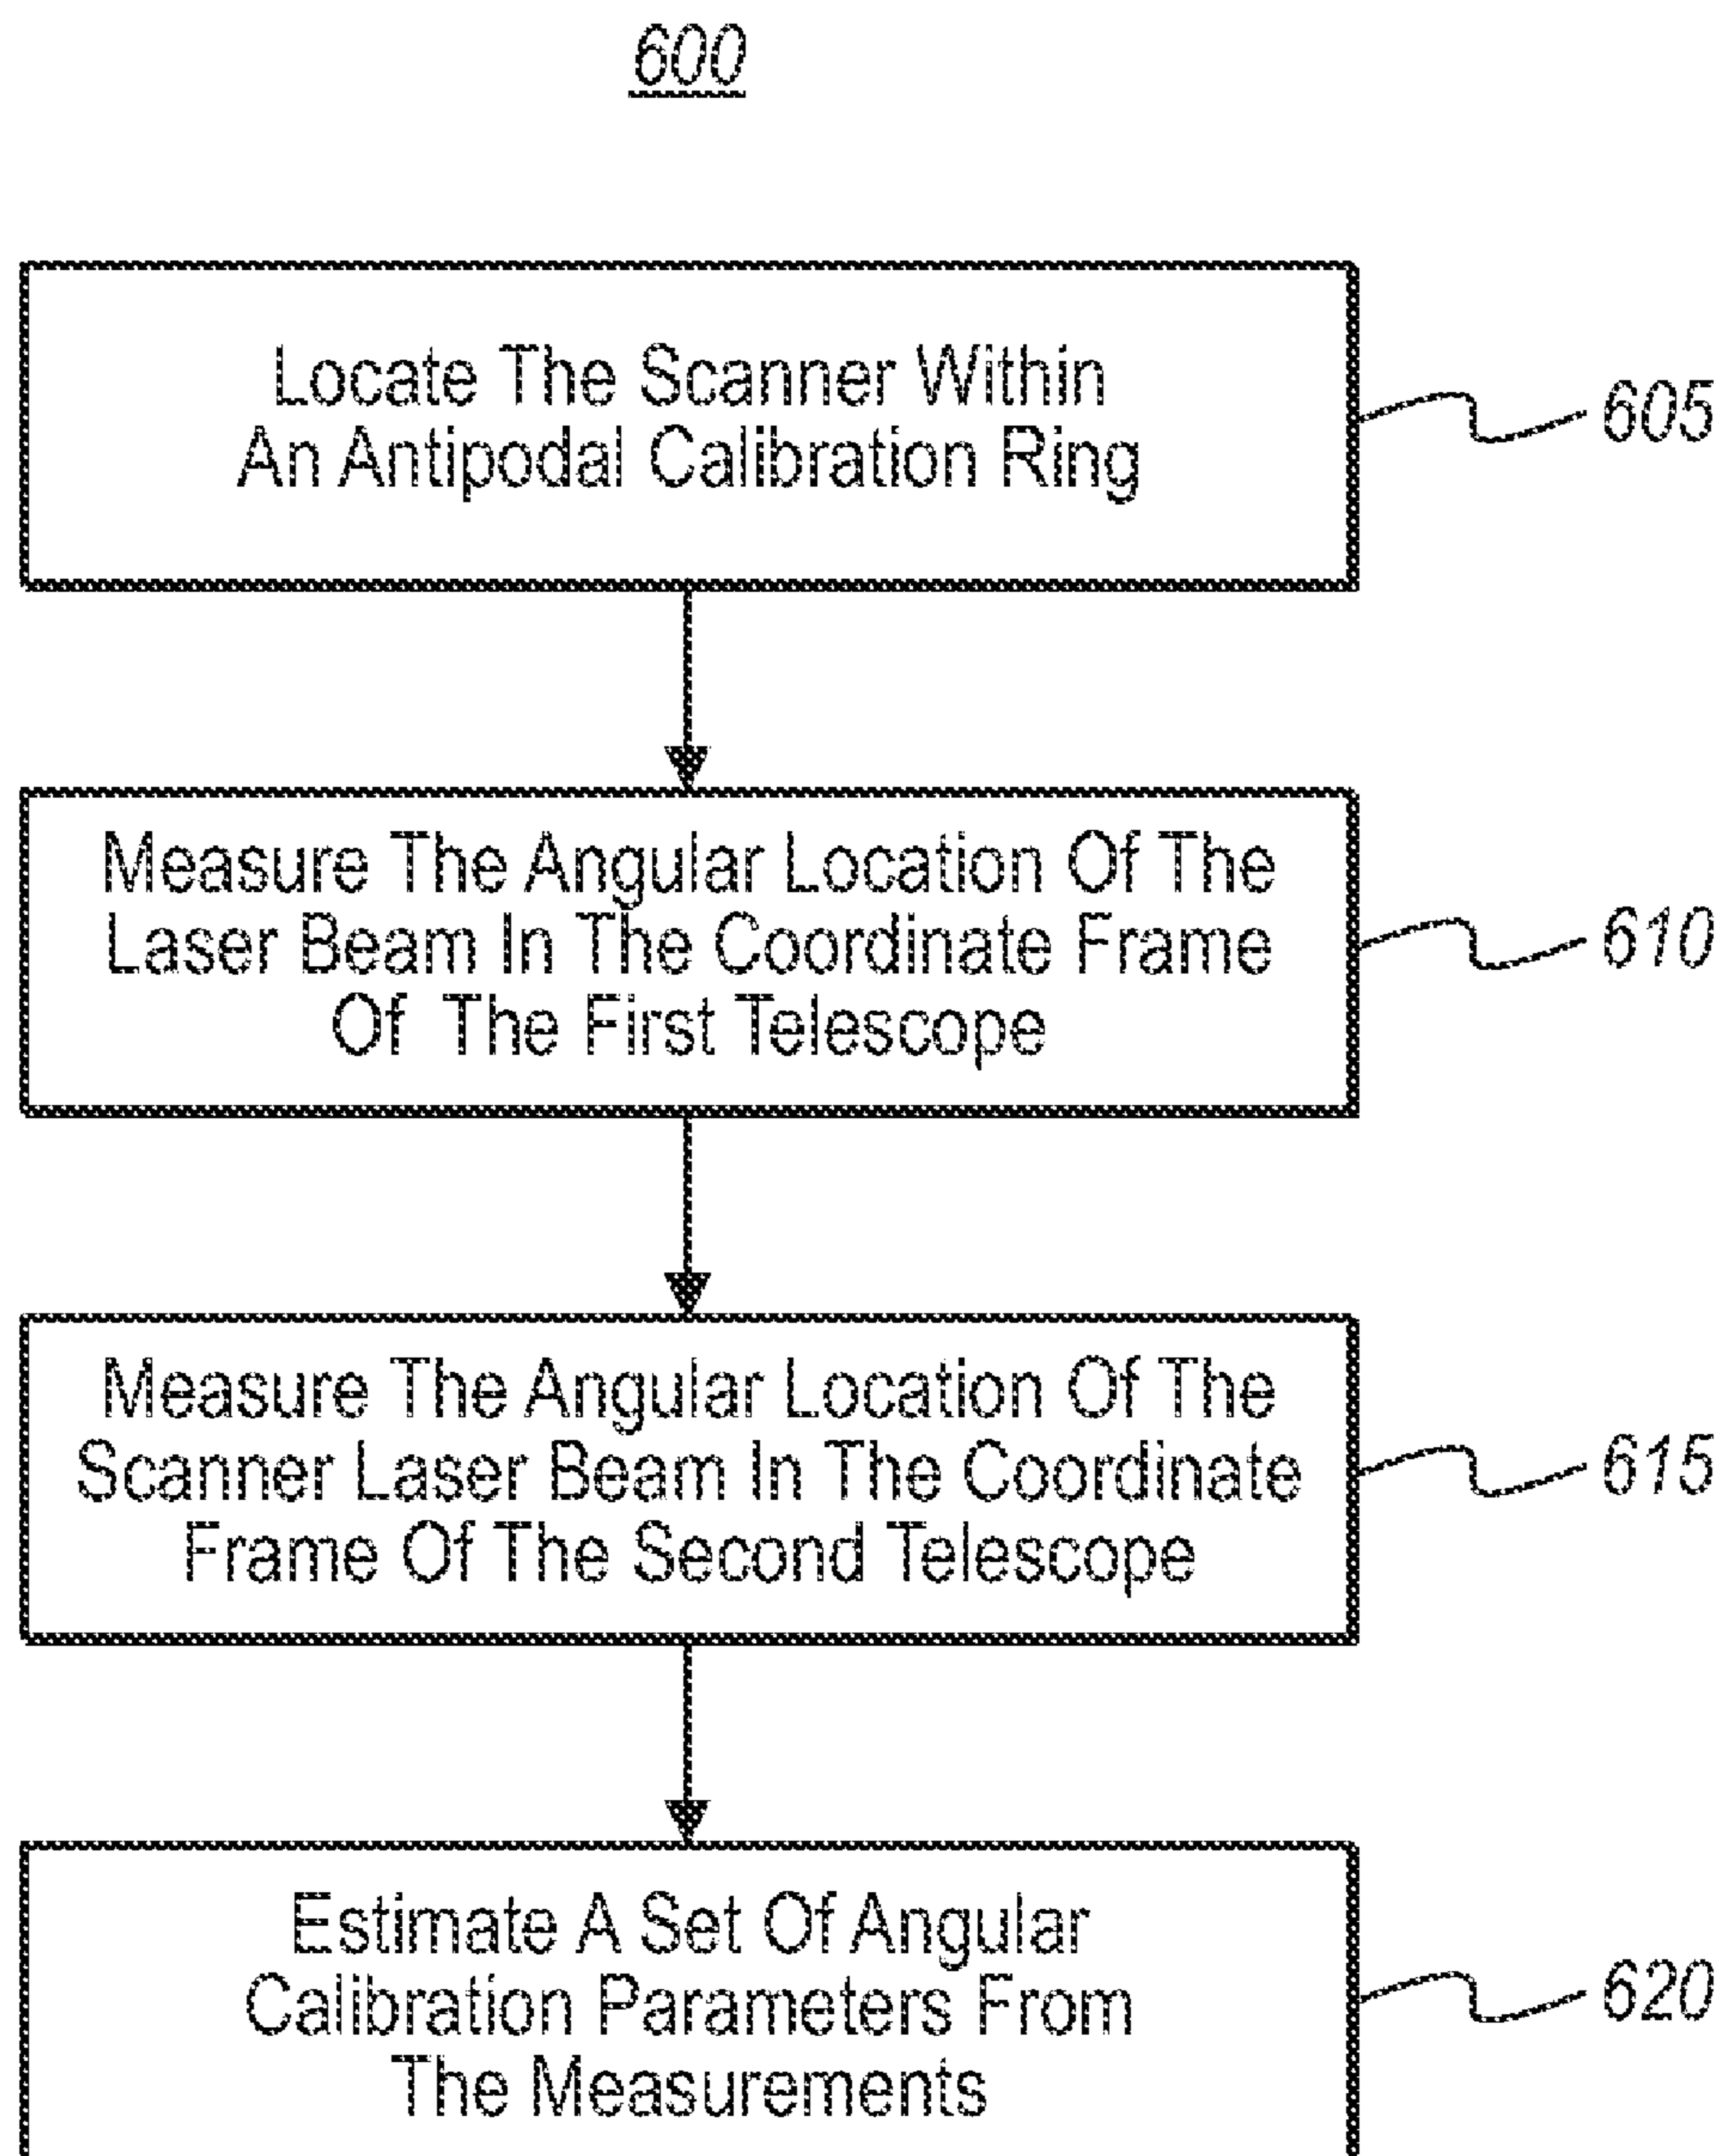 600
Locate The Scanner Within
An Antipodal Calibration Ring
605
Measure The Angular Location Of The
Laser Beam In The Coordinate Frame
Of The First Telescope
610
Measure The Angular Location Of The
Scanner Laser Beam In The Coordinate
Frame Of The Second Telescope
615
Estimate A Set Of Angular
Calibration Parameters From
The Measurements
620